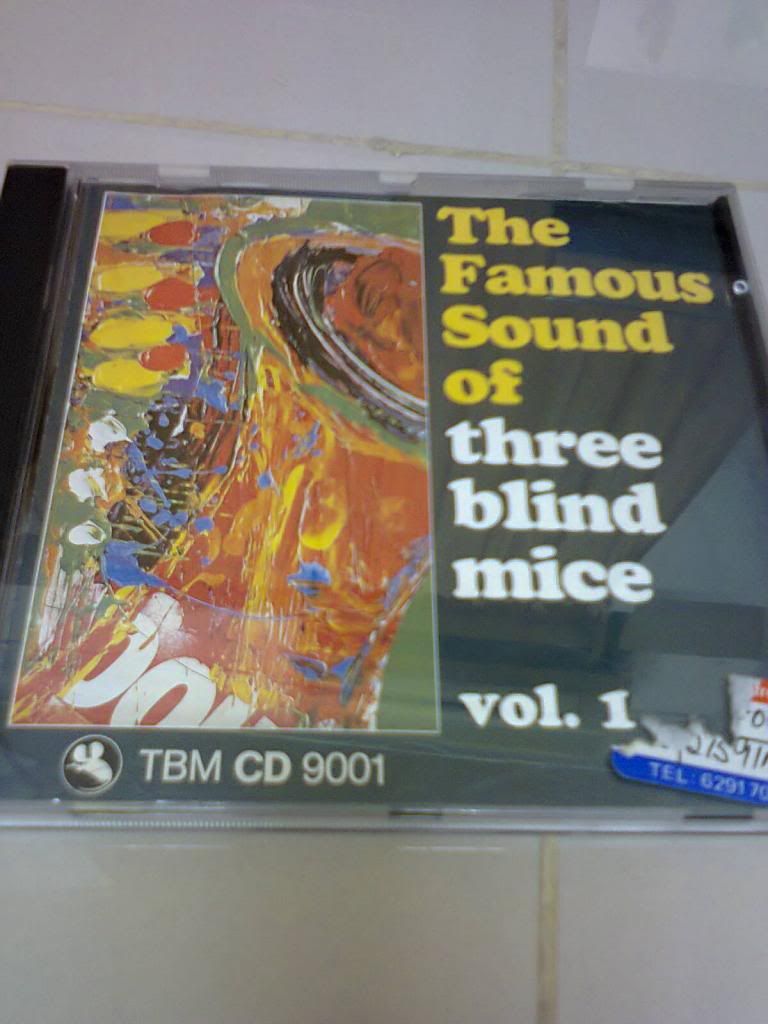 The
Famous
Sound
of
three
blind
mice
vol. 1
TBM CD 9001
TEL: 629170